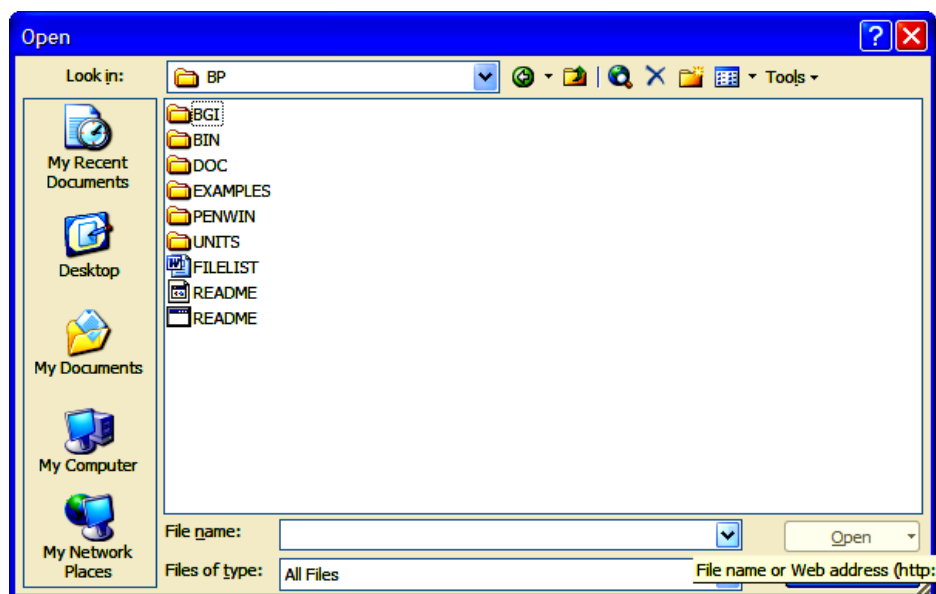 Open
Look in:
BP
Tools
My Recent
Documents
Desktop
My Documents
My Computer
My Network
Places
BGI
BIN
DOC
EXAMPLES
PENWIN
UNITS
FILELIST
README
README
File name:
Open
Files of type:
All Files
File name or Web address (http: